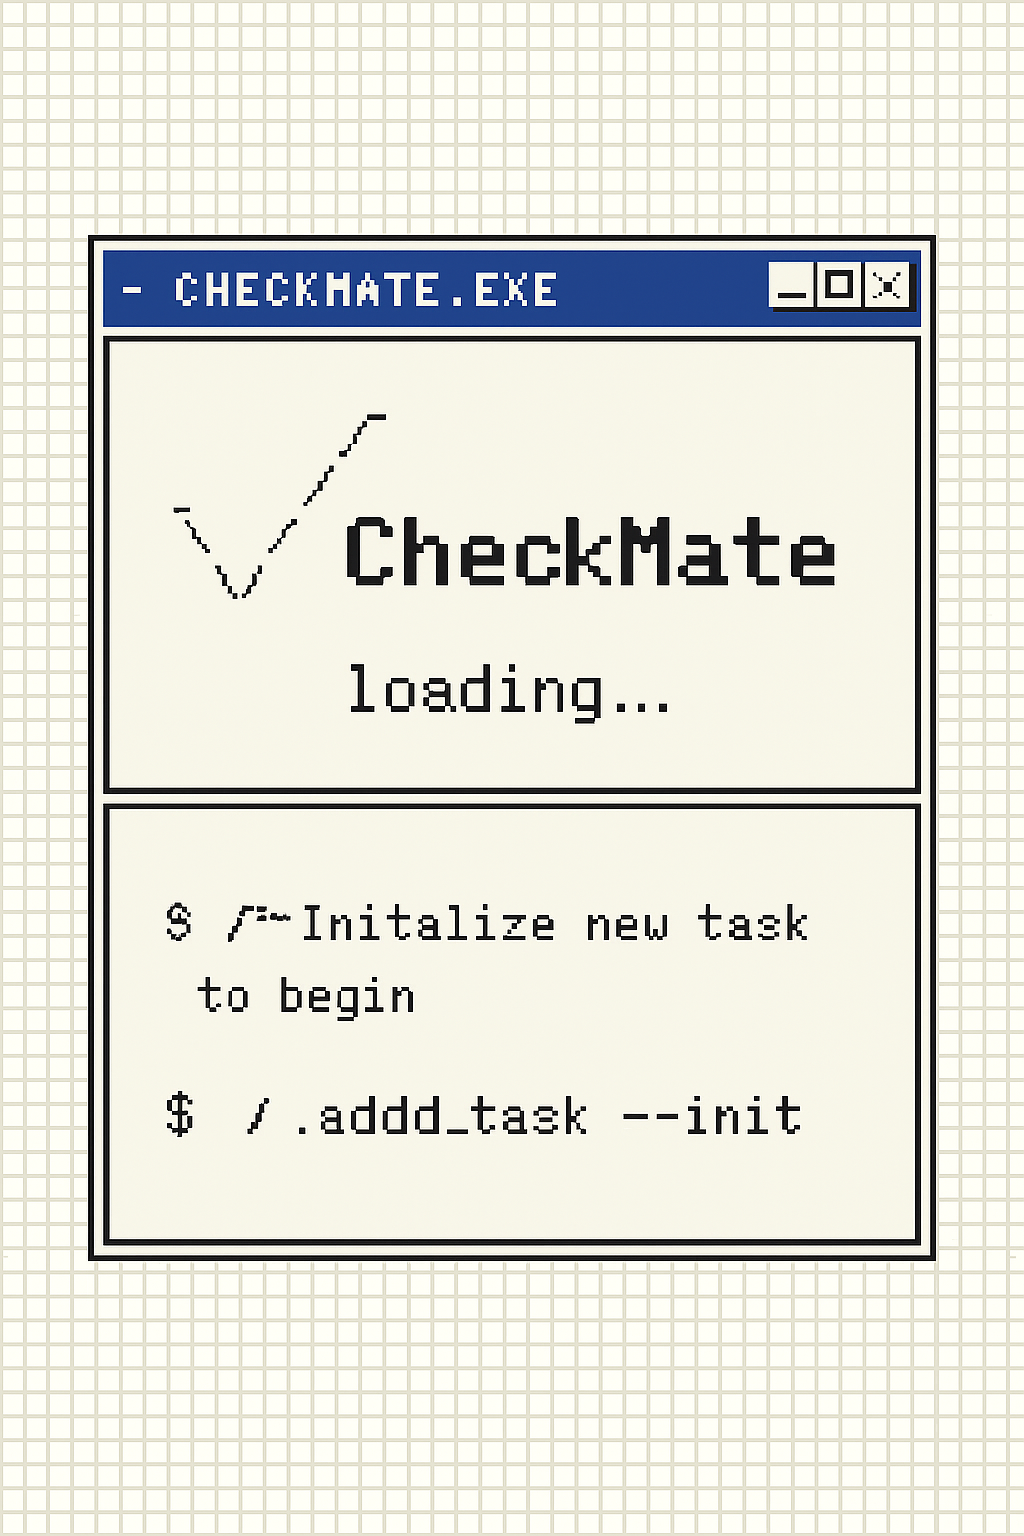 - CHECKMATE.EXE
CheckMate
loading...
$ Initalize new task
to begin
$ /.addd_task --init